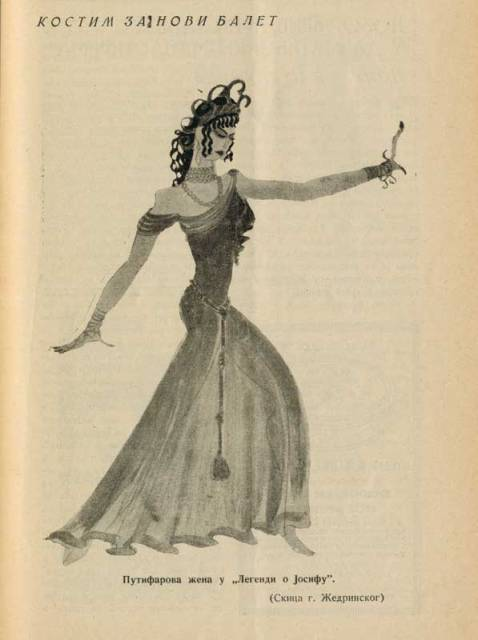 КОСТИМ ЗА НОВИ БАЛЕТ
Путифарова жена у „Легенди о Јосифу".
(Скица г. Жедринског)